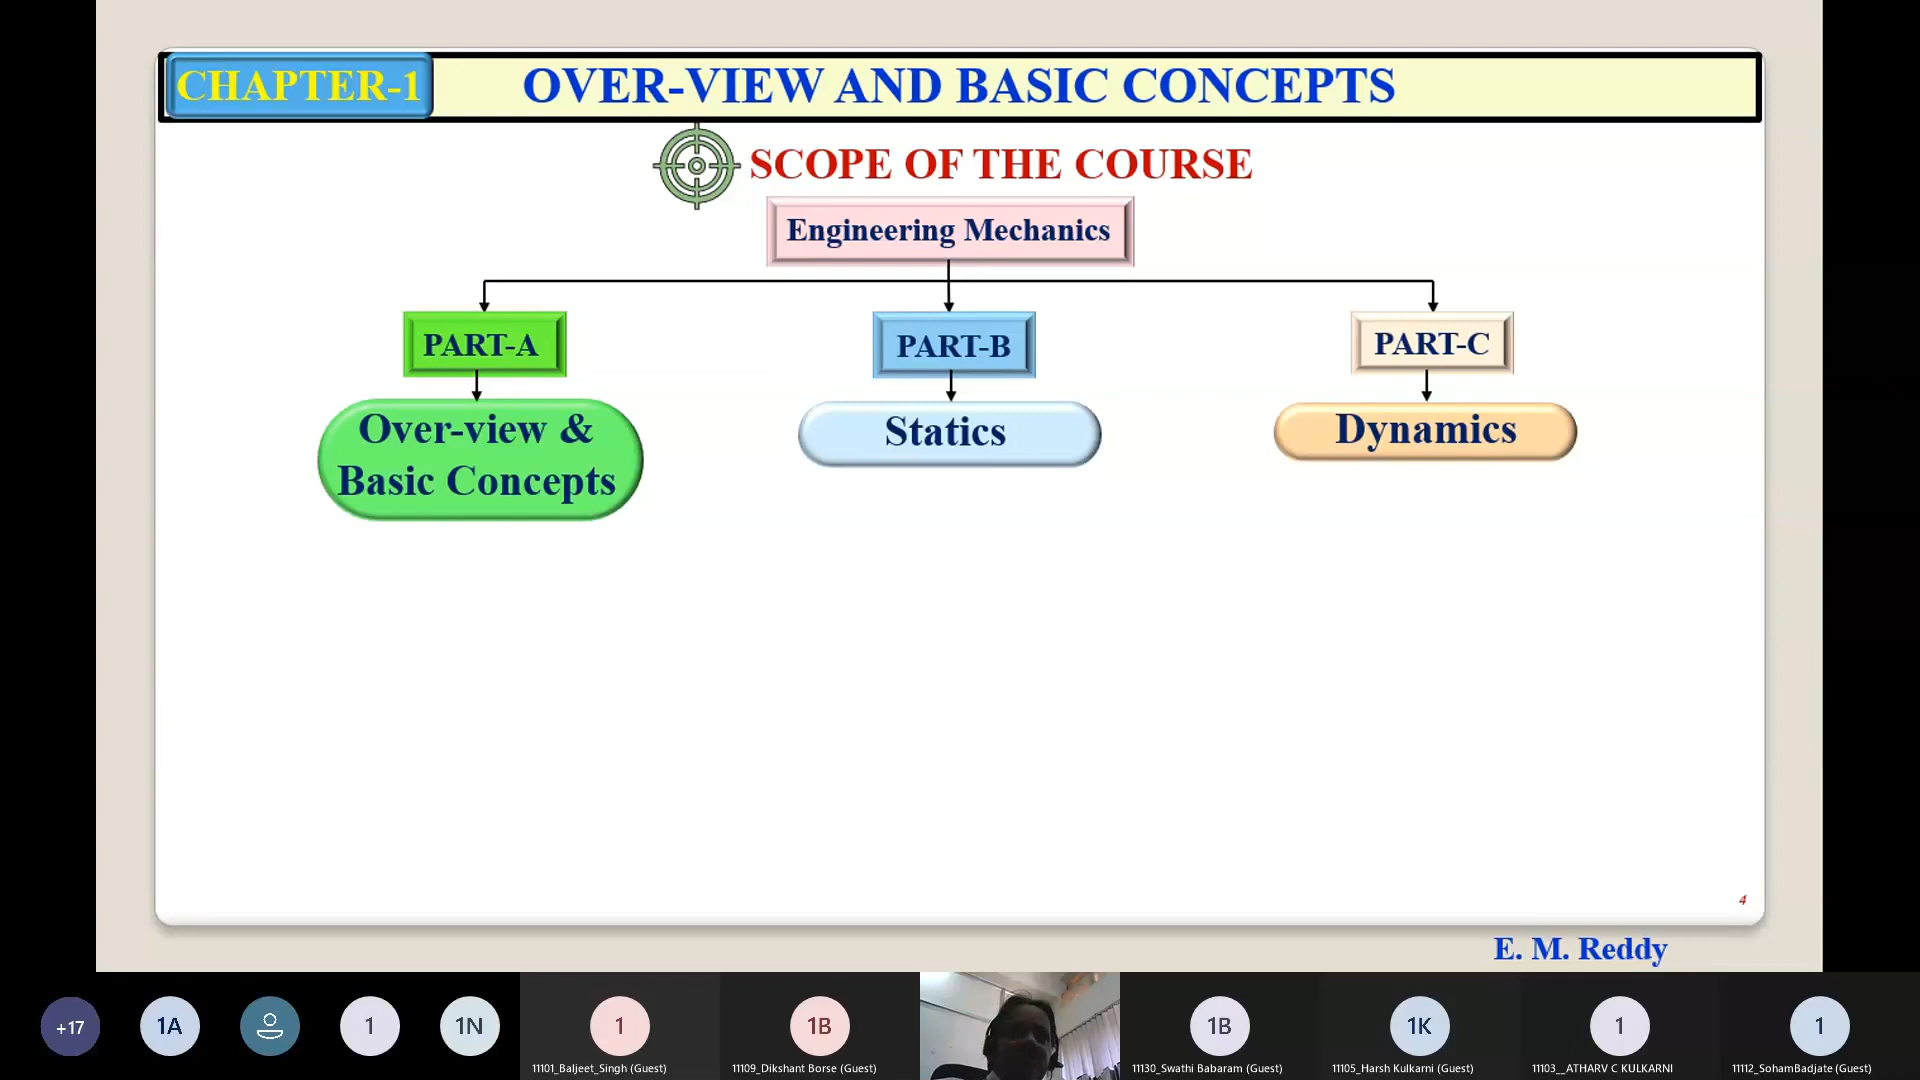 CHAPTER-1
OVER-VIEW AND BASIC CONCEPTS
SCOPE OF THE COURSE
Engineering Mechanics
PART-A
PART-B
PART-C
Over-view &
Basic Concepts
Statics
Dynamics
4
E. M. Reddy
+17
1A
1
1N
1
1B
1B
1K
1
1
11101_Baljeet_Singh (Guest)
11109_Dikshant Borse (Guest)
11130_Swathi Babaram (Guest)
11105_Harsh Kulkarni (Guest)
11103__ATHARV C KULKARNI
11112_SohamBadjate (Guest)